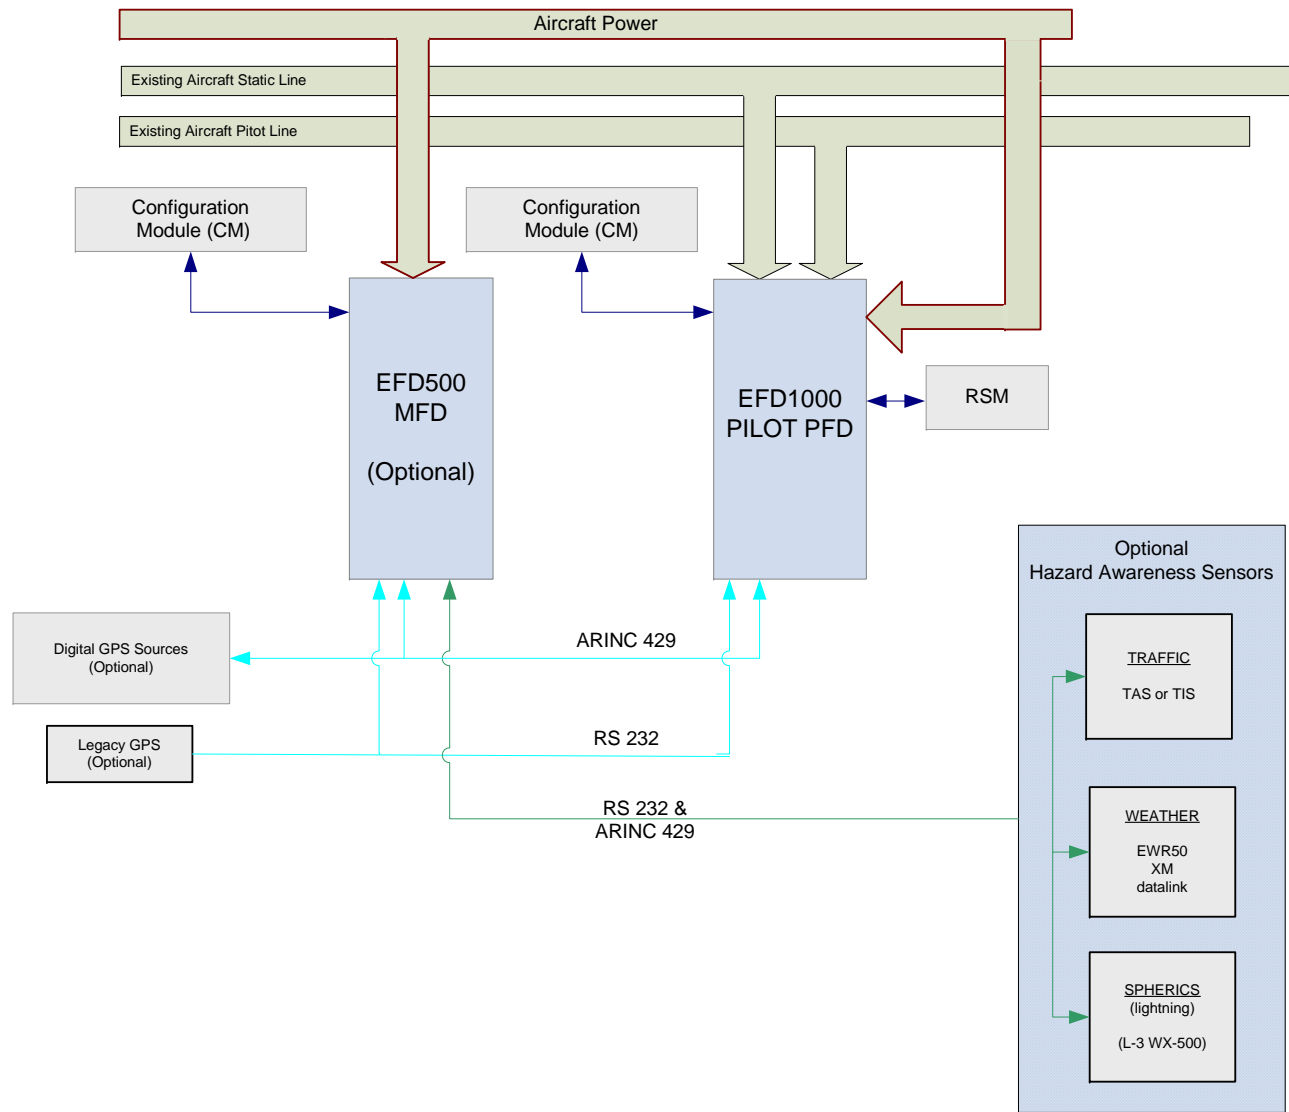 Aircraft Power
Existing Aircraft Static Line
Existing Aircraft Pitot Line
Configuration
Module (CM)
Configuration
Module (CM)
EFD500
MFD
(Optional)
EFD1000
PILOT PFD
RSM
Digital GPS Sources
(Optional)
ARINC 429
Legacy GPS
(Optional)
RS 232
RS 232 &
ARINC 429
Optional
Hazard Awareness Sensors
TRAFFIC
TAS or TIS
WEATHER
EWR50
XM
datalink
SPHERICS
(lightning)
(L-3 WX-500)